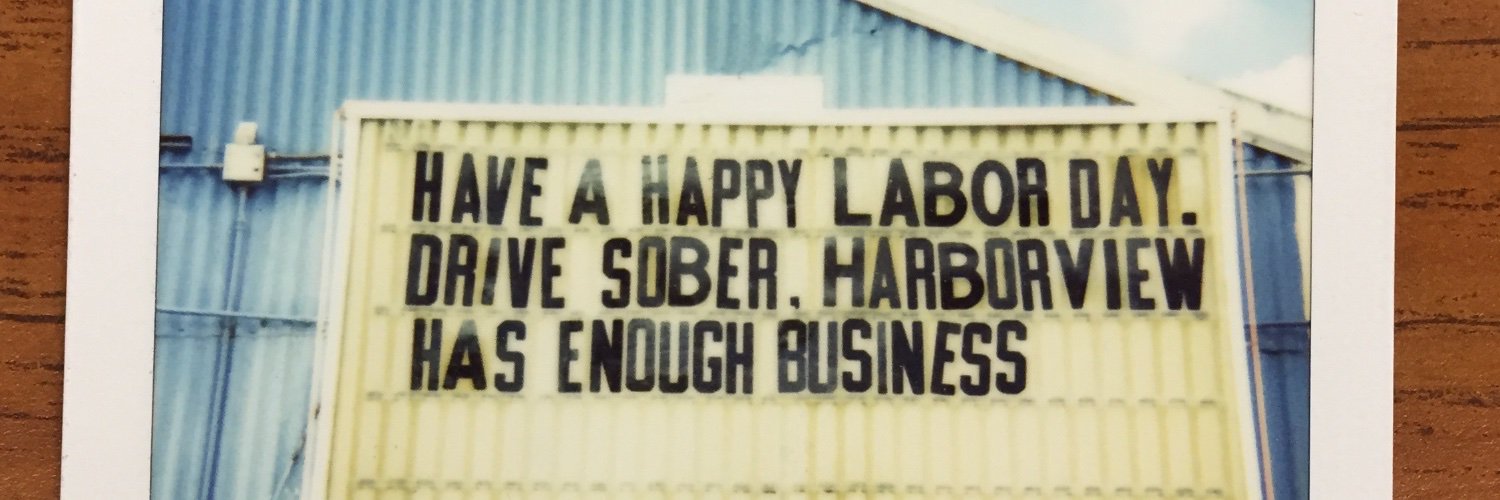 HAVE A HAPPY LABOR DAY.
DRIVE SOBER, HARBORVIEW
HAS ENOUGH BUSINESS